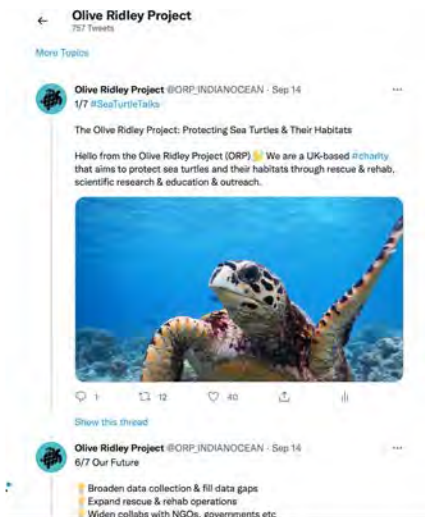 Olive Ridley Project
757 Tweets
More Topics
Olive Ridley Project @ORP_INDIANOCEAN · Sep 14
1/7 #SeaTurtleTalks
The Olive Ridley Project: Protecting Sea Turtles & Their Habitats
Hello from the Olive Ridley Project (ORP)👋 We are a UK-based #charity
that aims to protect sea turtles and their habitats through rescue & rehab,
scientific research & education & outreach.
1 12 40
Show this thread
Olive Ridley Project @ORP_INDIANOCEAN · Sep 14
6/7 Our Future
Broaden data collection & fill data gaps
Expand rescue & rehab operations
Widen collabs with NGOs, governments etc